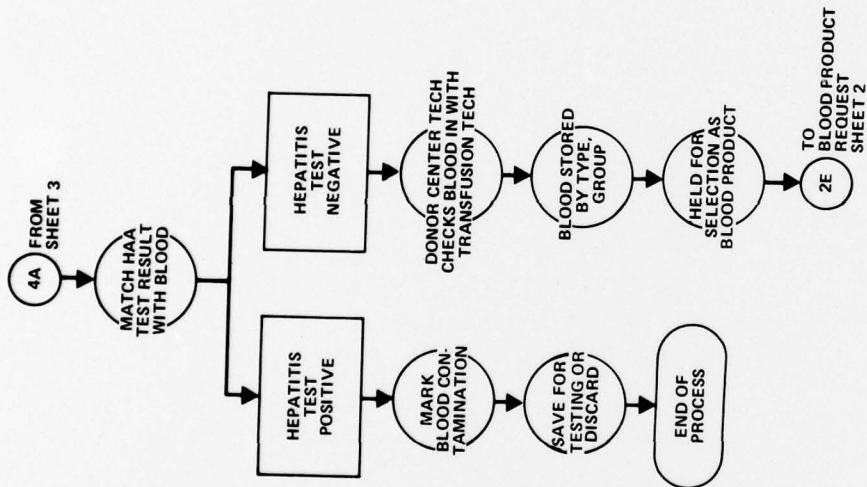 4A
FROM
SHEET 3
MATCH HAA
TEST RESULT
WITH BLOOD
HEPATITIS
TEST
POSITIVE
MARK
BLOOD CON-
TAMINATION
SAVE FOR
TESTING OR
DISCARD
END OF
PROCESS
HEPATITIS
TEST
NEGATIVE
DONOR CENTER TECH
CHECKS BLOOD IN WITH
TRANSFUSION TECH
BLOOD STORED
BY TYPE,
GROUP
HELD FOR
SELECTION AS
BLOOD PRODUCT
2E
TO
BLOOD PRODUCT
REQUEST
SHEET 2